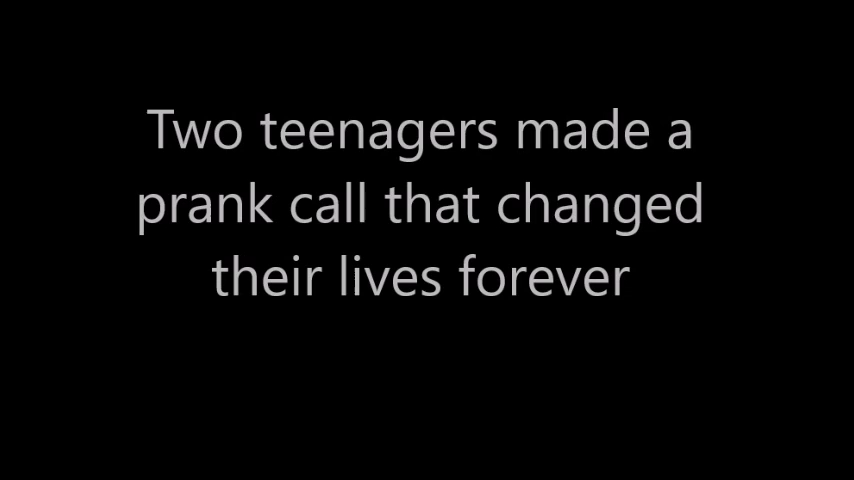 Two teenagers made a
prank call that changed
their lives forever